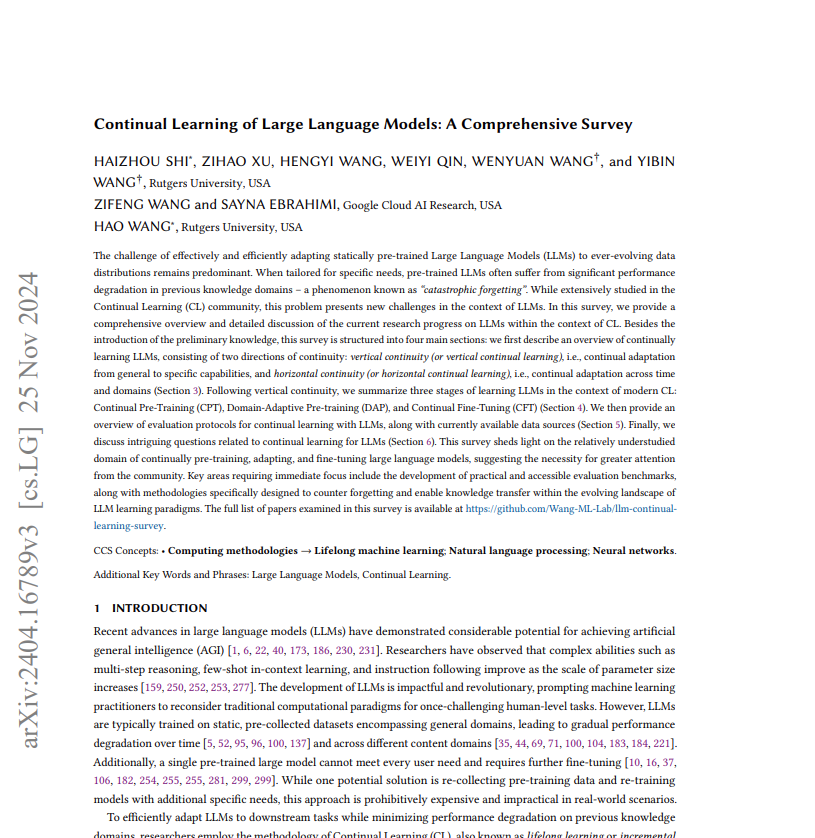 Continual Learning of Large Language Models: A Comprehensive Survey
HAIZHOU SHI*, ZIHAO XU, HENGYI WANG, WEIYI QIN, WENYUAN WANG†, and YIBIN
WANG†, Rutgers University, USA
ZIFENG WANG and SAYNA EBRAHIMI, Google Cloud AI Research, USA
HAO WANG*, Rutgers University, USA
The challenge of effectively and efficiently adapting statically pre-trained Large Language Models (LLMs) to ever-evolving data
distributions remains predominant. When tailored for specific needs, pre-trained LLMs often suffer from significant performance
degradation in previous knowledge domains – a phenomenon known as "catastrophic forgetting". While extensively studied in the
Continual Learning (CL) community, this problem presents new challenges in the context of LLMs. In this survey, we provide a
comprehensive overview and detailed discussion of the current research progress on LLMs within the context of CL. Besides the
introduction of the preliminary knowledge, this survey is structured into four main sections: we first describe an overview of continually
learning LLMs, consisting of two directions of continuity: vertical continuity (or vertical continual learning), i.e., continual adaptation
from general to specific capabilities, and horizontal continuity (or horizontal continual learning), i.e., continual adaptation across time
and domains (Section 3). Following vertical continuity, we summarize three stages of learning LLMs in the context of modern CL:
Continual Pre-Training (CPT), Domain-Adaptive Pre-training (DAP), and Continual Fine-Tuning (CFT) (Section 4). We then provide an
overview of evaluation protocols for continual learning with LLMs, along with currently available data sources (Section 5). Finally, we
discuss intriguing questions related to continual learning for LLMs (Section 6). This survey sheds light on the relatively understudied
domain of continually pre-training, adapting, and fine-tuning large language models, suggesting the necessity for greater attention
from the community. Key areas requiring immediate focus include the development of practical and accessible evaluation benchmarks,
along with methodologies specifically designed to counter forgetting and enable knowledge transfer within the evolving landscape of
LLM learning paradigms. The full list of papers examined in this survey is available at https://github.com/Wang-ML-Lab/llm-continual-
learning-survey.
CCS Concepts: • Computing methodologies → Lifelong machine learning; Natural language processing; Neural networks.
Additional Key Words and Phrases: Large Language Models, Continual Learning.
1 INTRODUCTION
Recent advances in large language models (LLMs) have demonstrated considerable potential for achieving artificial
general intelligence (AGI) [1, 6, 22, 40, 173, 186, 230, 231]. Researchers have observed that complex abilities such as
multi-step reasoning, few-shot in-context learning, and instruction following improve as the scale of parameter size
increases [159, 250, 252, 253, 277]. The development of LLMs is impactful and revolutionary, prompting machine learning
practitioners to reconsider traditional computational paradigms for once-challenging human-level tasks. However, LLMs
are typically trained on static, pre-collected datasets encompassing general domains, leading to gradual performance
degradation over time [5, 52, 95, 96, 100, 137] and across different content domains [35, 44, 69, 71, 100, 104, 183, 184, 221].
Additionally, a single pre-trained large model cannot meet every user need and requires further fine-tuning [10, 16, 37,
106, 182, 254, 255, 255, 281, 299, 299]. While one potential solution is re-collecting pre-training data and re-training
models with additional specific needs, this approach is prohibitively expensive and impractical in real-world scenarios.
To efficiently adapt LLMs to downstream tasks while minimizing performance degradation on previous knowledge
domains, researchers employ the methodology of Continual Learning (CL), also known as lifelong learning or incremental
arXiv:2404.16789v3 [cs.LG] 25 Nov 2024